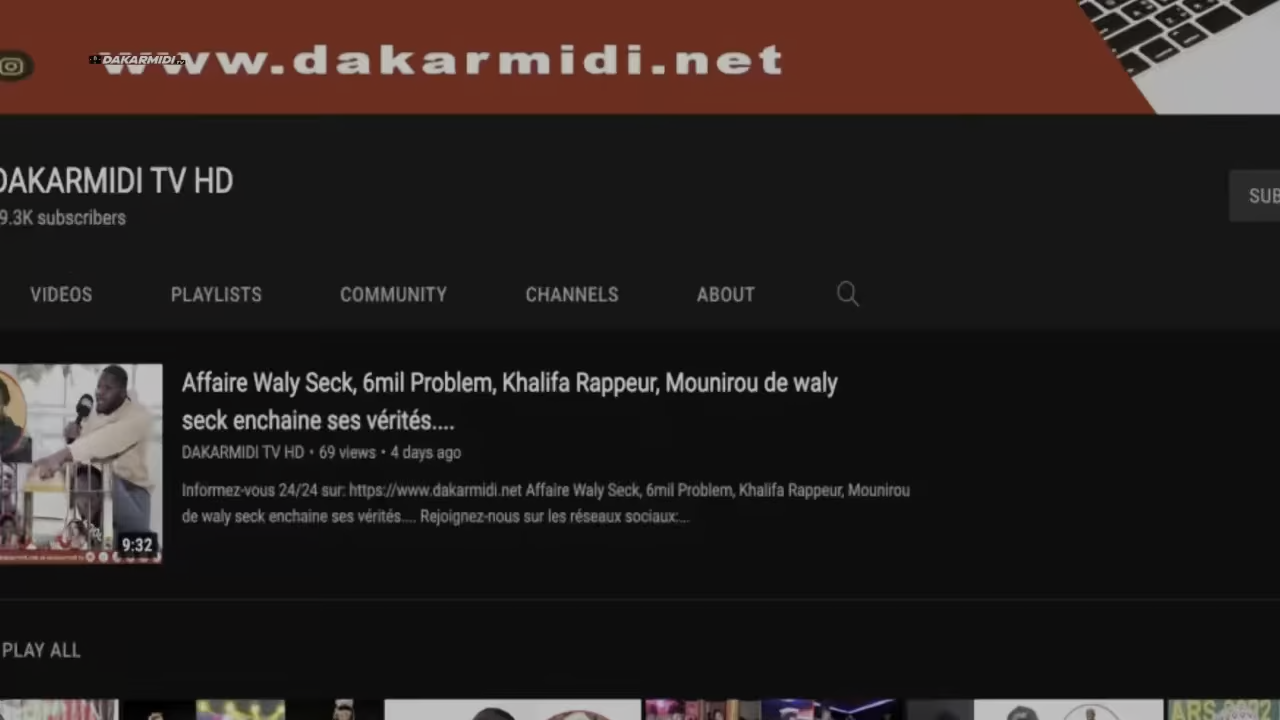 www.dakarmidi.net
DAKARMIDI
DAKARMIDI TV HD
9.3K subscribers
SUB
VIDEOS
PLAYLISTS
COMMUNITY
CHANNELS
ABOUT
Affaire Waly Seck, 6mil Problem, Khalifa Rappeur, Mounirou de waly
seck enchaine ses vérités....
DAKARMIDI TV HD • 69 views • 4 days ago
Informez-vous 24/24 sur: https://www.dakarmidi.net Affaire Waly Seck, 6mil Problem, Khalifa Rappeur, Mounirou
de waly seck enchaine ses vérités.... Rejoignez-nous sur les réseaux sociaux:...
9:32
PLAY ALL
ARS 2022